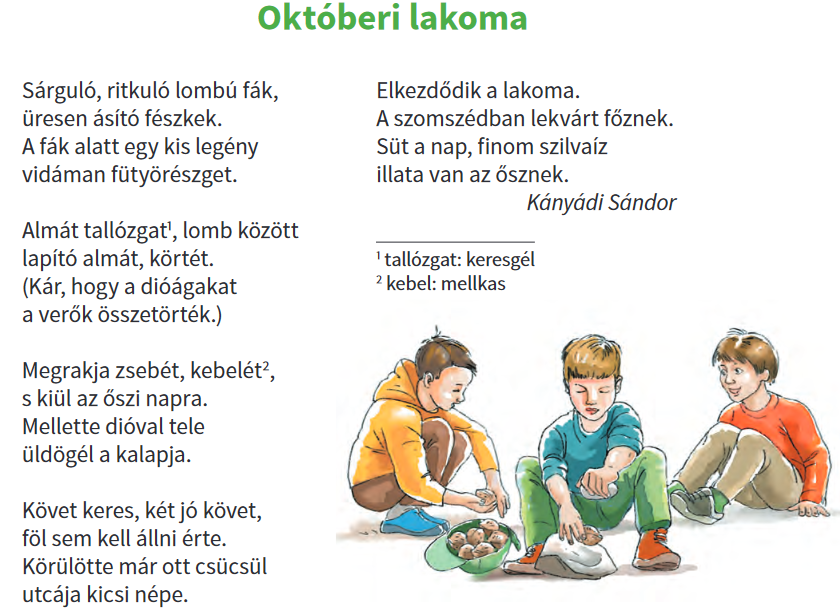 Októberi lakoma
Sárguló, ritkuló lombú fák,
üresen ásító fészkek.
A fák alatt egy kis legény
vidáman fütyörészget.
Almát tallózgat¹, lomb között
lapító almát, körtét.
(Kár, hogy a dióágakat
a verők összetörték.)
Megrakja zsebét, kebelét²,
s kiül az őszi napra.
Mellette dióval tele
üldögél a kalapja.
Követ keres, két jó követ,
föl sem kell állni érte.
Körülötte már ott csücsül
utcája kicsi népe.
Elkezdődik a lakoma.
A szomszédban lekvárt főznek.
Süt a nap, finom szilvaíz
illata van az ősznek.
Kányádi Sándor
¹ tallózgat: keresgél
² kebel: mellkas